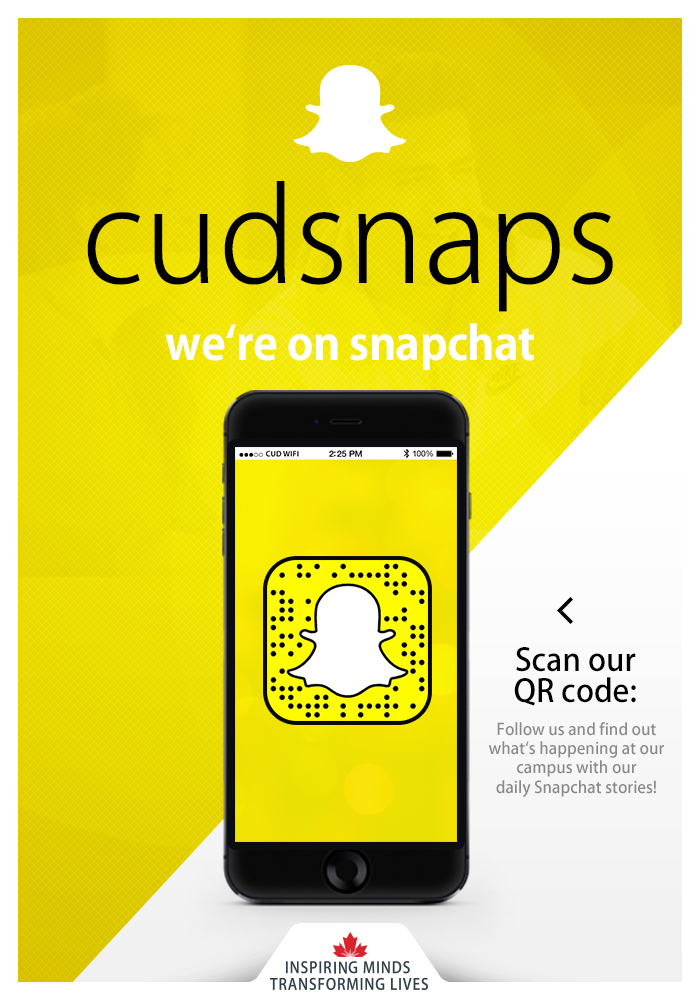 cudsnaps
we‘re on snapchat
CUD WIFI 2:25 PM 100%
Scan our
QR code:
Follow us and find out
what‘s happening at our
campus with our
daily Snapchat stories!
INSPIRING MINDS
TRANSFORMING LIVES